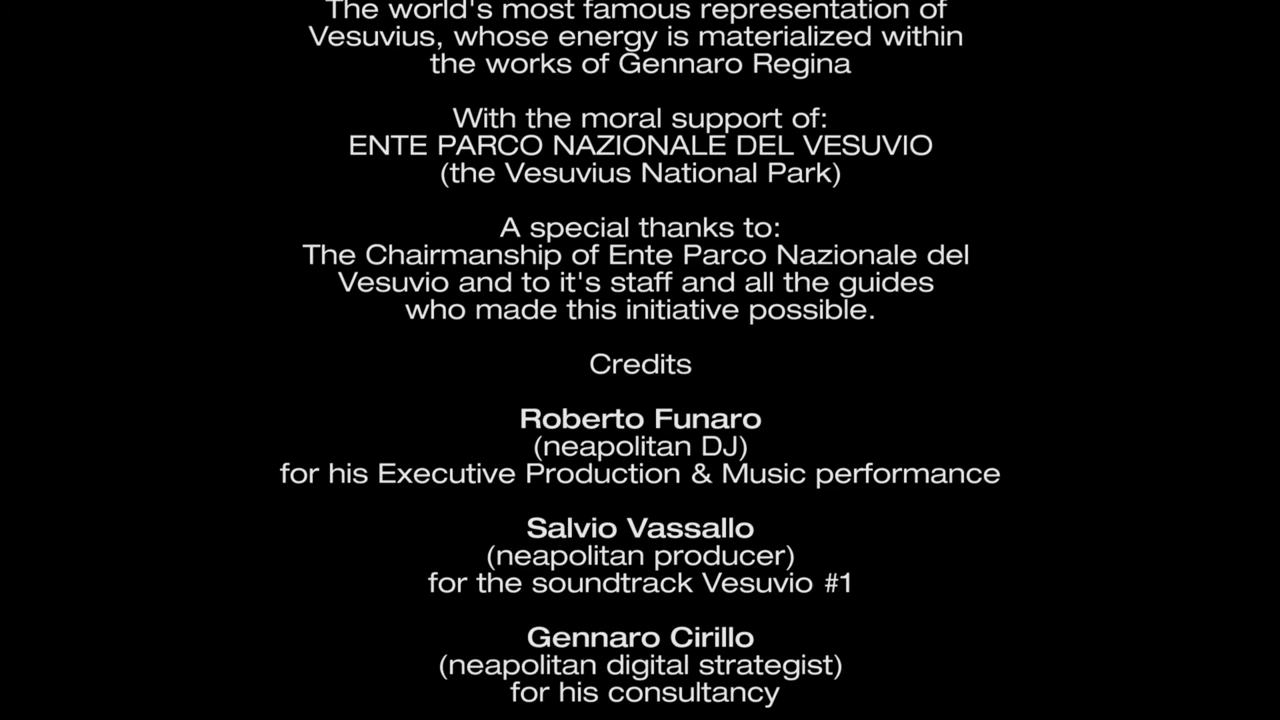 The world's most famous representation of
Vesuvius, whose energy is materialized within
the works of Gennaro Regina
With the moral support of:
ENTE PARCO NAZIONALE DEL VESUVIO
(the Vesuvius National Park)
A special thanks to:
The Chairmanship of Ente Parco Nazionale del
Vesuvio and to it's staff and all the guides
who made this initiative possible.
Credits
Roberto Funaro
(neapolitan DJ)
for his Executive Production & Music performance
Salvio Vassallo
(neapolitan producer)
for the soundtrack Vesuvio #1
Gennaro Cirillo
(neapolitan digital strategist)
for his consultancy